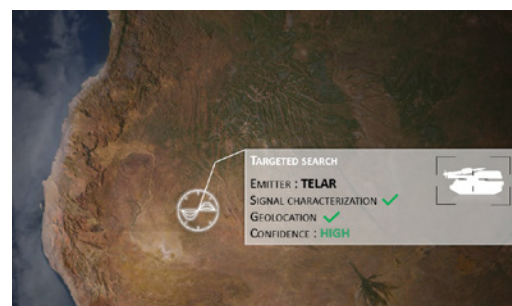 TARGETED SEARCH
EMITTER : TELAR
SIGNAL CHARACTERIZATION ✓
GEOLOCATION ✓
CONFIDENCE : HIGH